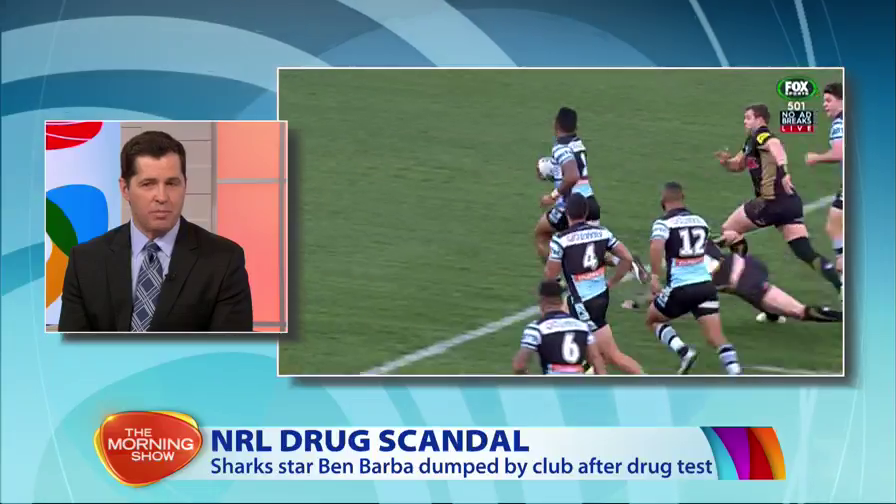 FOX
SPORTS
501
NO AD
BREAKS
LIVE
4
12
6
THE
MORNING
SHOW
NRL DRUG SCANDAL
Sharks star Ben Barba dumped by club after drug test